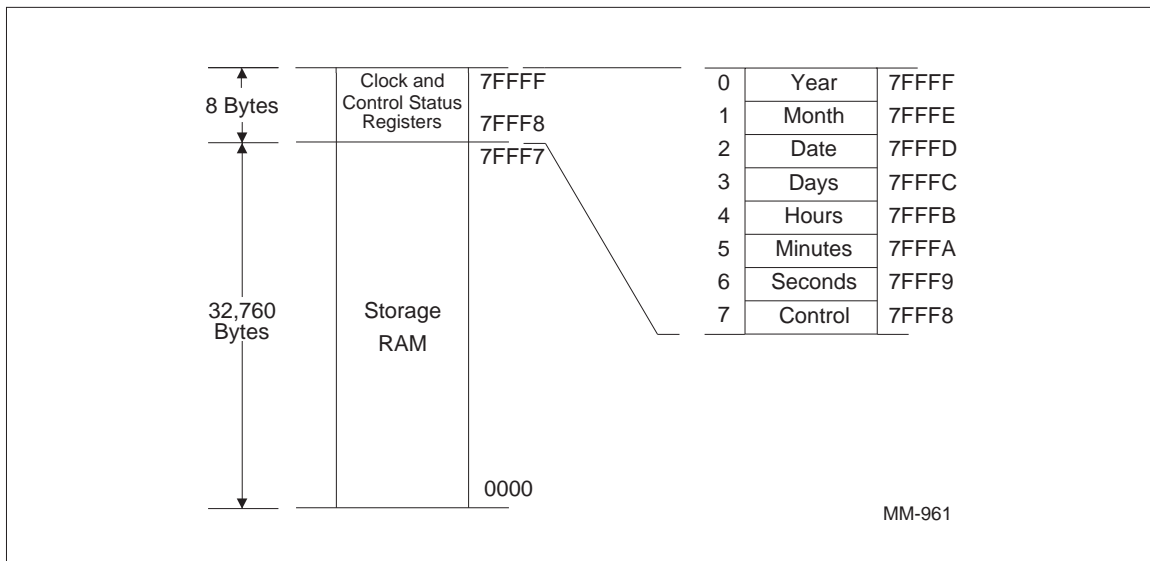 8 Bytes
Clock and
Control Status
Registers
7FFFF
7FFF8
7FFF7
32,760
Bytes
Storage
RAM
0000
0 Year 7FFFF
1 Month 7FFFE
2 Date 7FFFD
3 Days 7FFFC
4 Hours 7FFFB
5 Minutes 7FFFA
6 Seconds 7FFF9
7 Control 7FFF8
MM-961